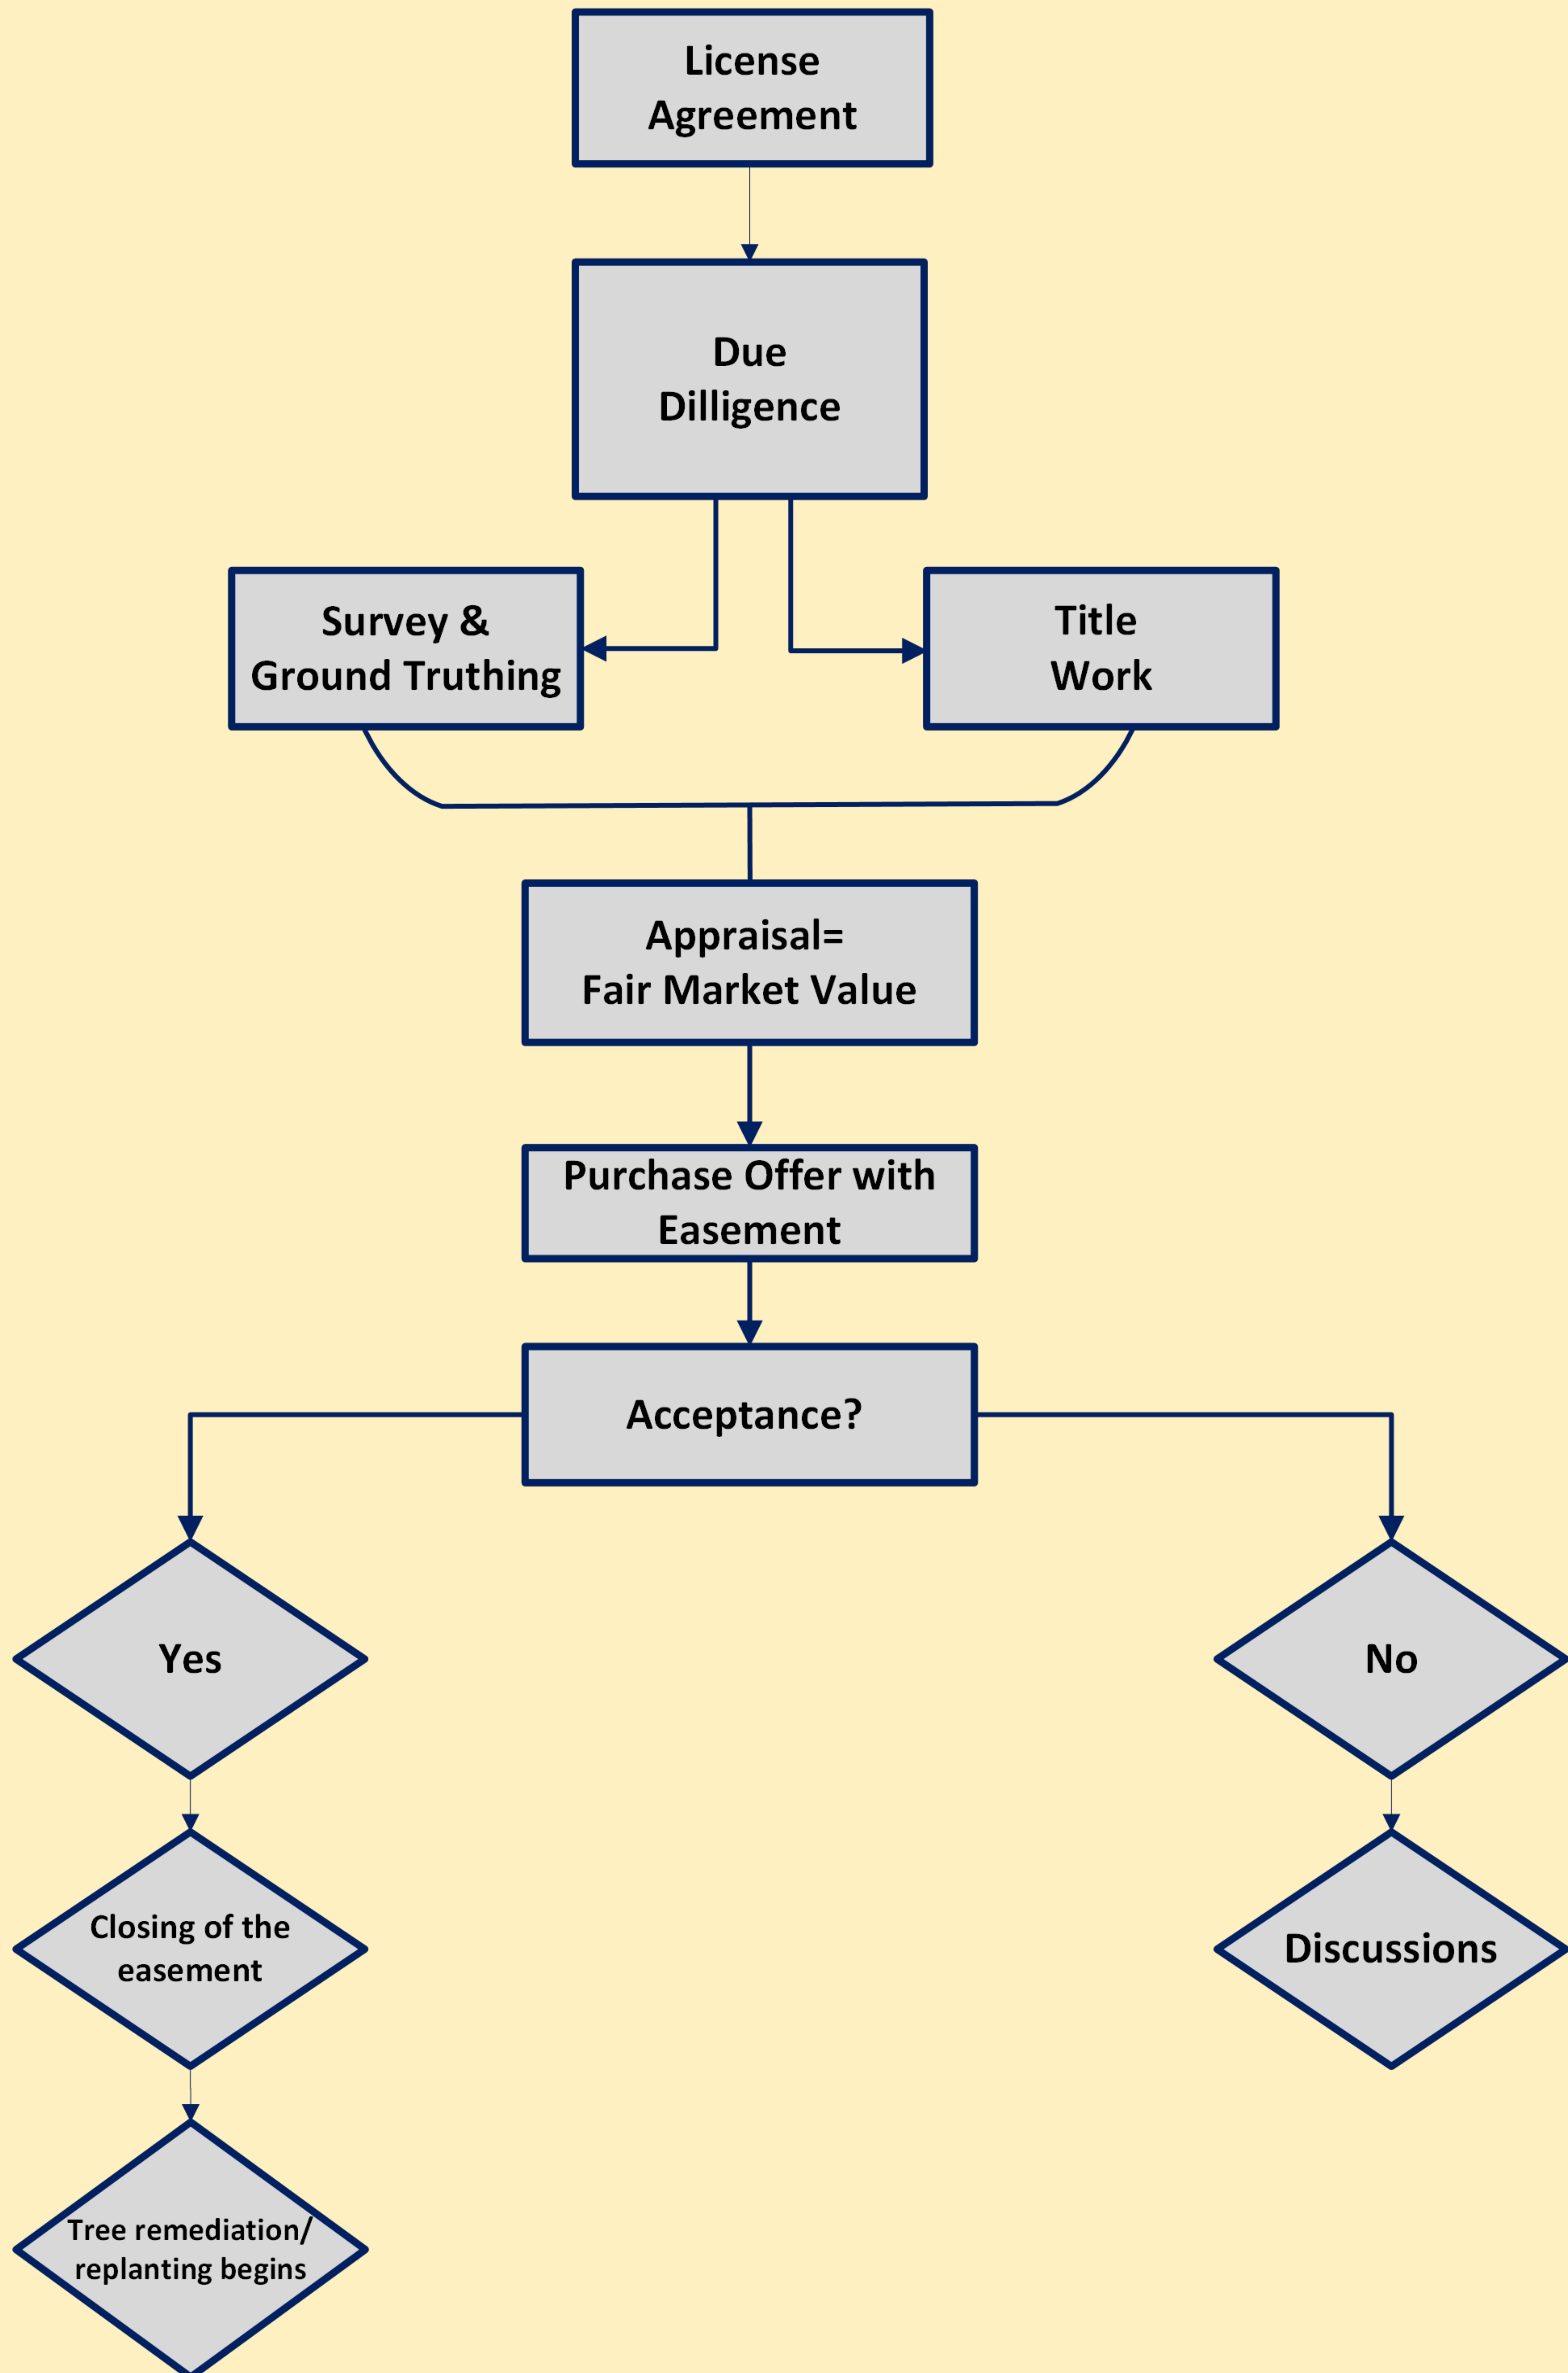 License
Agreement
Due
Dilligence
Survey &
Ground Truthing
Title
Work
Appraisal=
Fair Market Value
Purchase Offer with
Easement
Acceptance?
Yes
No
Closing of the
easement
Discussions
Tree remediation/
replanting begins